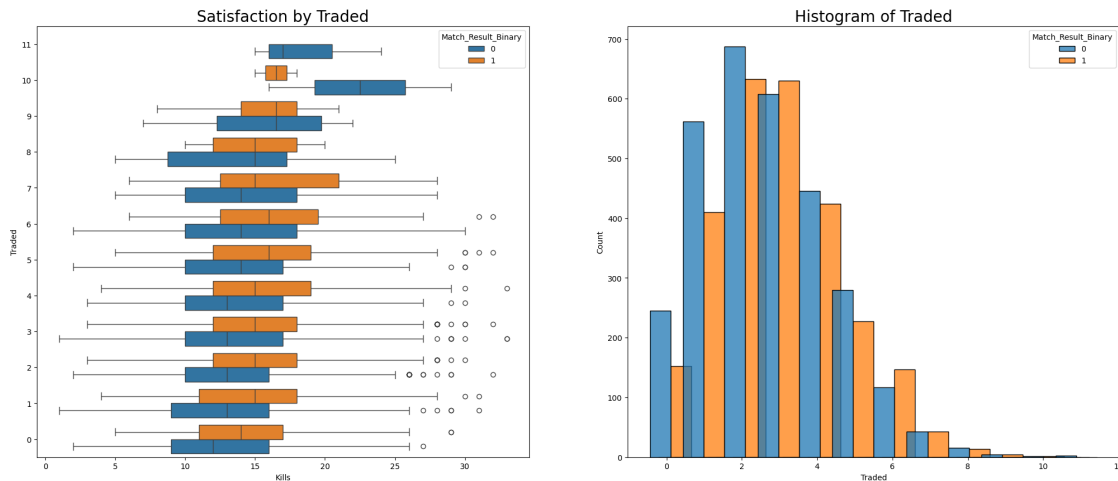 Satisfaction by Traded
Match_Result_Binary
0
1
Traded
11
10
9
8
7
6
5
4
3
2
1
0
0 5 10 15 20 25 30
Kills
Histogram of Traded
Match_Result_Binary
0
1
Count
700
600
500
400
300
200
100
0
0 2 4 6 8 10
Traded